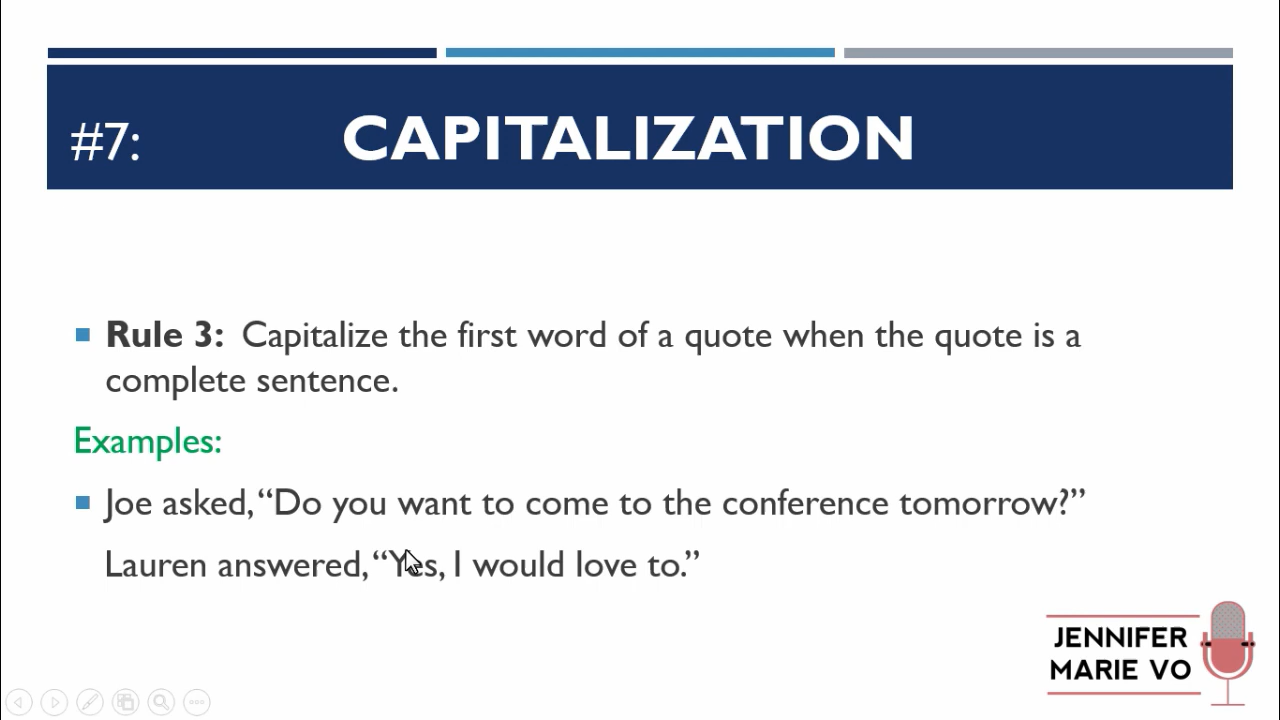 #7: CAPITALIZATION
Rule 3: Capitalize the first word of a quote when the quote is a
complete sentence.
Examples:
Joe asked, “Do you want to come to the conference tomorrow?”
Lauren answered, “Yes, I would love to.”
JENNIFER
MARIE VO